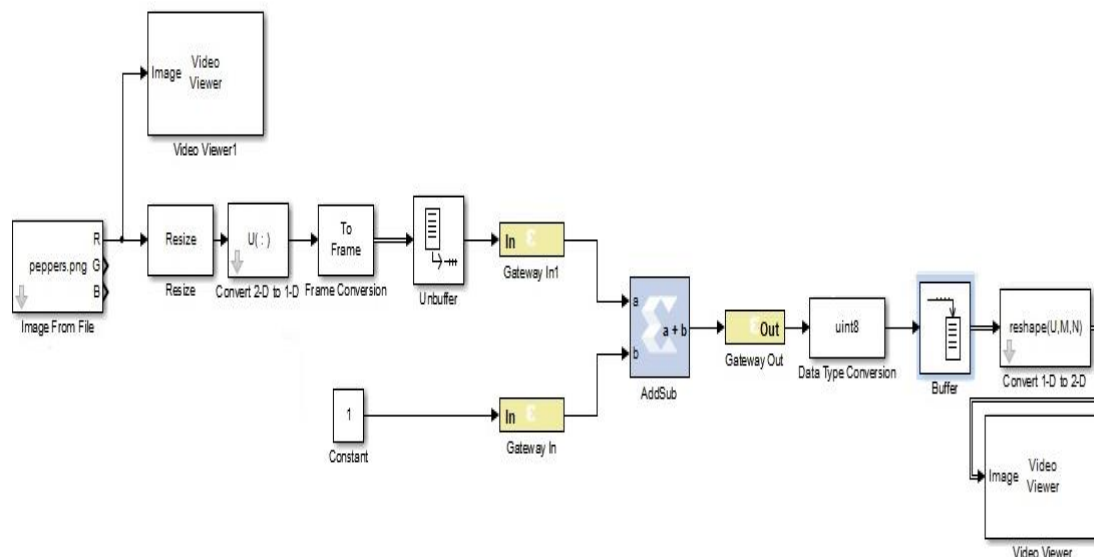 Image
Video
Viewer
Video Viewer1
R
peppers.png
G
B
Image From File
Resize
Resize
U( : )
Convert 2-D to 1-D
To
Frame
Frame Conversion
Unbuffer
In
Gateway In1
1
Constant
In
Gateway In
a
b
a + b
AddSub
Out
Gateway Out
uint8
Data Type Conversion
Buffer
reshape(U,M,N)
Convert 1-D to 2-D
Image
Video
Viewer
Video Viewer